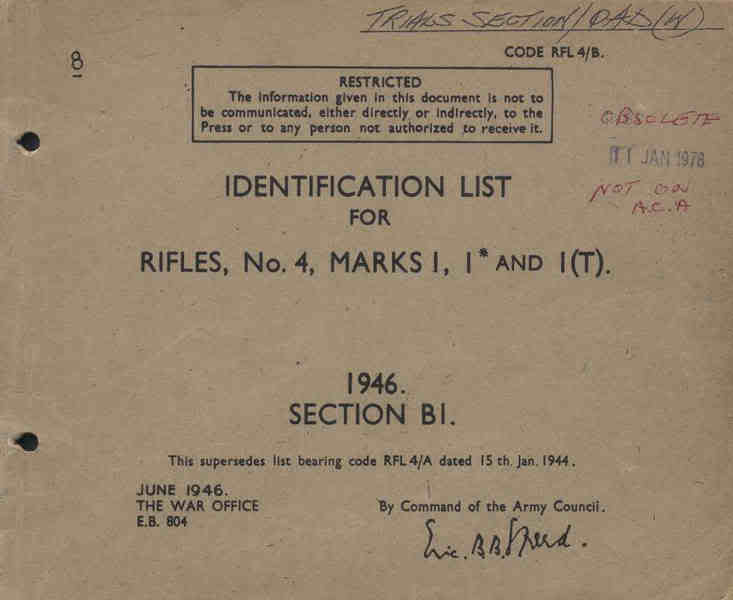 TRIALS SECTION/OAD(W)
8
CODE RFL 4/B.
RESTRICTED
The information given in this document is not to
be communicated, either directly or indirectly, to the
Press or to any person not authorized to receive it.
OBSOLETE
11 JAN 1978
NOT ON
A.C.A
IDENTIFICATION LIST
FOR
RIFLES, No. 4, MARKS I, I* AND I(T).
1946.
SECTION B1.
This supersedes list bearing code RFL 4/A dated 15 th. Jan. 1944.
JUNE 1946.
THE WAR OFFICE
E.B. 804
By Command of the Army Council.
Eric. B.B. Speed.